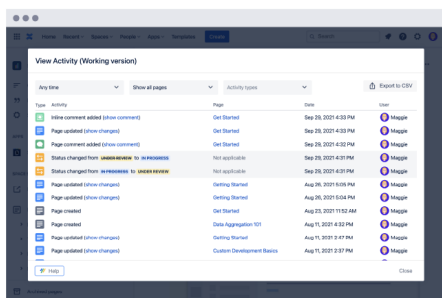 Home Recent Spaces People Apps Templates Create Search
View Activity (Working version)
Any time Show all pages Activity types Export to CSV
Type Activity Page Date User
Inline comment added (show comment) Get Started Sep 29, 2021 4:33 PM Maggie
Page updated (show changes) Get Started Sep 29, 2021 4:33 PM Maggie
Page comment added (show comment) Get Started Sep 29, 2021 4:32 PM Maggie
Status changed from UNDER REVIEW to IN PROGRESS Not applicable Sep 29, 2021 4:31 PM Maggie
Status changed from IN PROGRESS to UNDER REVIEW Not applicable Sep 29, 2021 4:31 PM Maggie
Page updated (show changes) Getting Started Aug 26, 2021 5:05 PM Maggie
Page updated (show changes) Getting Started Aug 26, 2021 5:04 PM Maggie
Page created Get Started Aug 23, 2021 11:52 AM Maggie
Page created Data Aggregation 101 Aug 11, 2021 4:32 PM Maggie
Page updated (show changes) Getting Started Aug 11, 2021 2:47 PM Maggie
Page updated (show changes) Custom Development Basics Aug 11, 2021 2:37 PM Maggie
Help Close